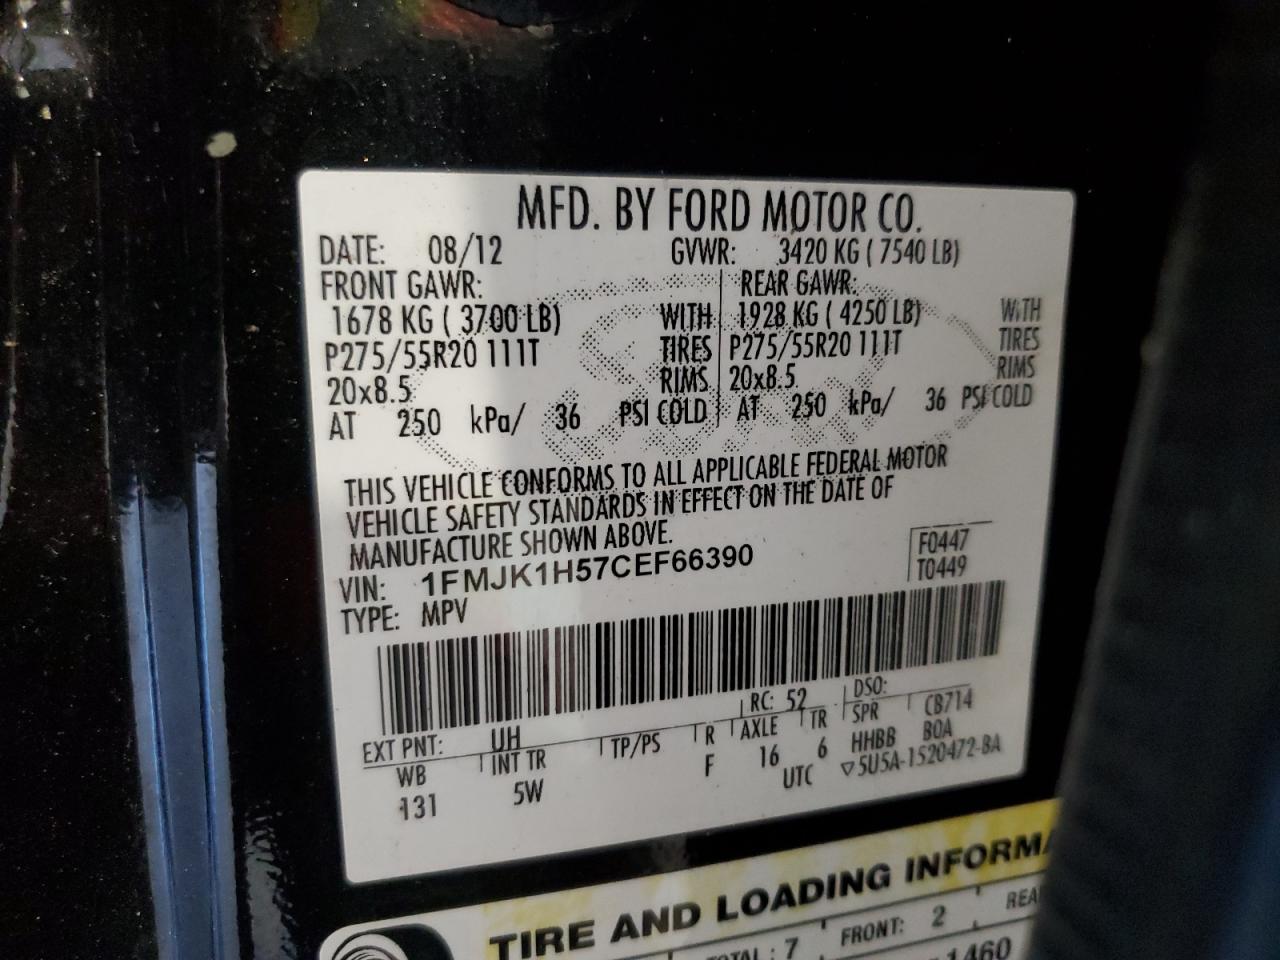 MFD. BY FORD MOTOR CO.
DATE: 08/12 GVWR: 3420 KG ( 7540 LB)
FRONT GAWR: REAR GAWR:
1678 KG ( 3700 LB) WITH 1928 KG ( 4250 LB) WITH
P275/55R20 111T TIRES P275/55R20 111T TIRES
20x8.5 RIMS 20x8.5 RIMS
AT 250 kPa/ 36 PSI COLD AT 250 kPa/ 36 PSI COLD
THIS VEHICLE CONFORMS TO ALL APPLICABLE FEDERAL MOTOR
VEHICLE SAFETY STANDARDS IN EFFECT ON THE DATE OF
MANUFACTURE SHOWN ABOVE.
F0447
VIN: 1FMJK1H57CEF66390
T0449
TYPE: MPV
EXT PNT: UH RC: 52 DSO:
WB INT TR TP/PS R AXLE TR SPR CB714
131 5W F 16 6 HHBB BOA
UTC ▽5U5A-1520472-BA
TIRE AND LOADING INFORMA
: 7 FRONT: 2 REA
1460